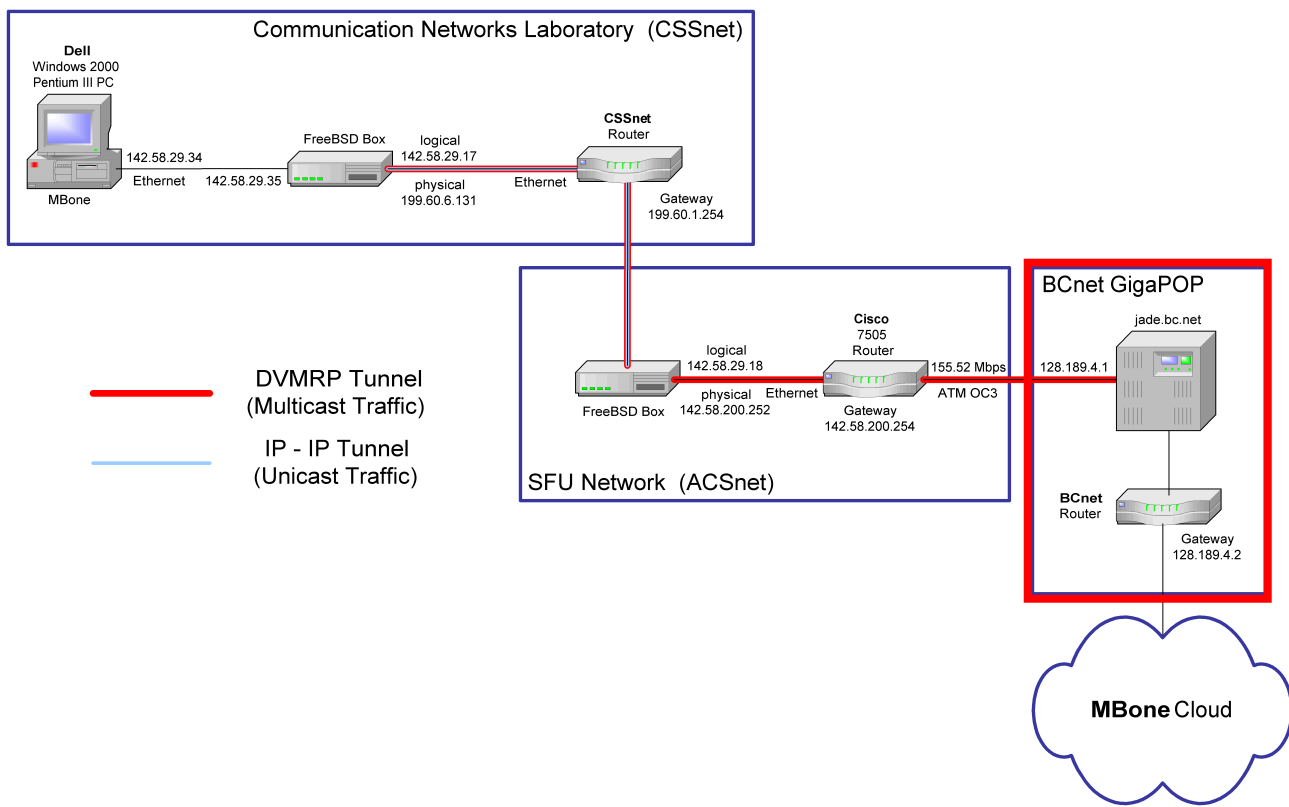 Communication Networks Laboratory (CSSnet)
Dell
Windows 2000
Pentium III PC
142.58.29.34
Ethernet
MBone
142.58.29.35
FreeBSD Box
logical
142.58.29.17
physical
199.60.6.131
Ethernet
CSSnet
Router
Gateway
199.60.1.254
FreeBSD Box
logical
142.58.29.18
physical
142.58.200.252
Ethernet
Cisco
7505
Router
Gateway
142.58.200.254
155.52 Mbps
ATM OC3
SFU Network (ACSnet)
BCnet GigaPOP
jade.bc.net
128.189.4.1
BCnet
Router
Gateway
128.189.4.2
MBone Cloud
DVMRP Tunnel
(Multicast Traffic)
IP - IP Tunnel
(Unicast Traffic)